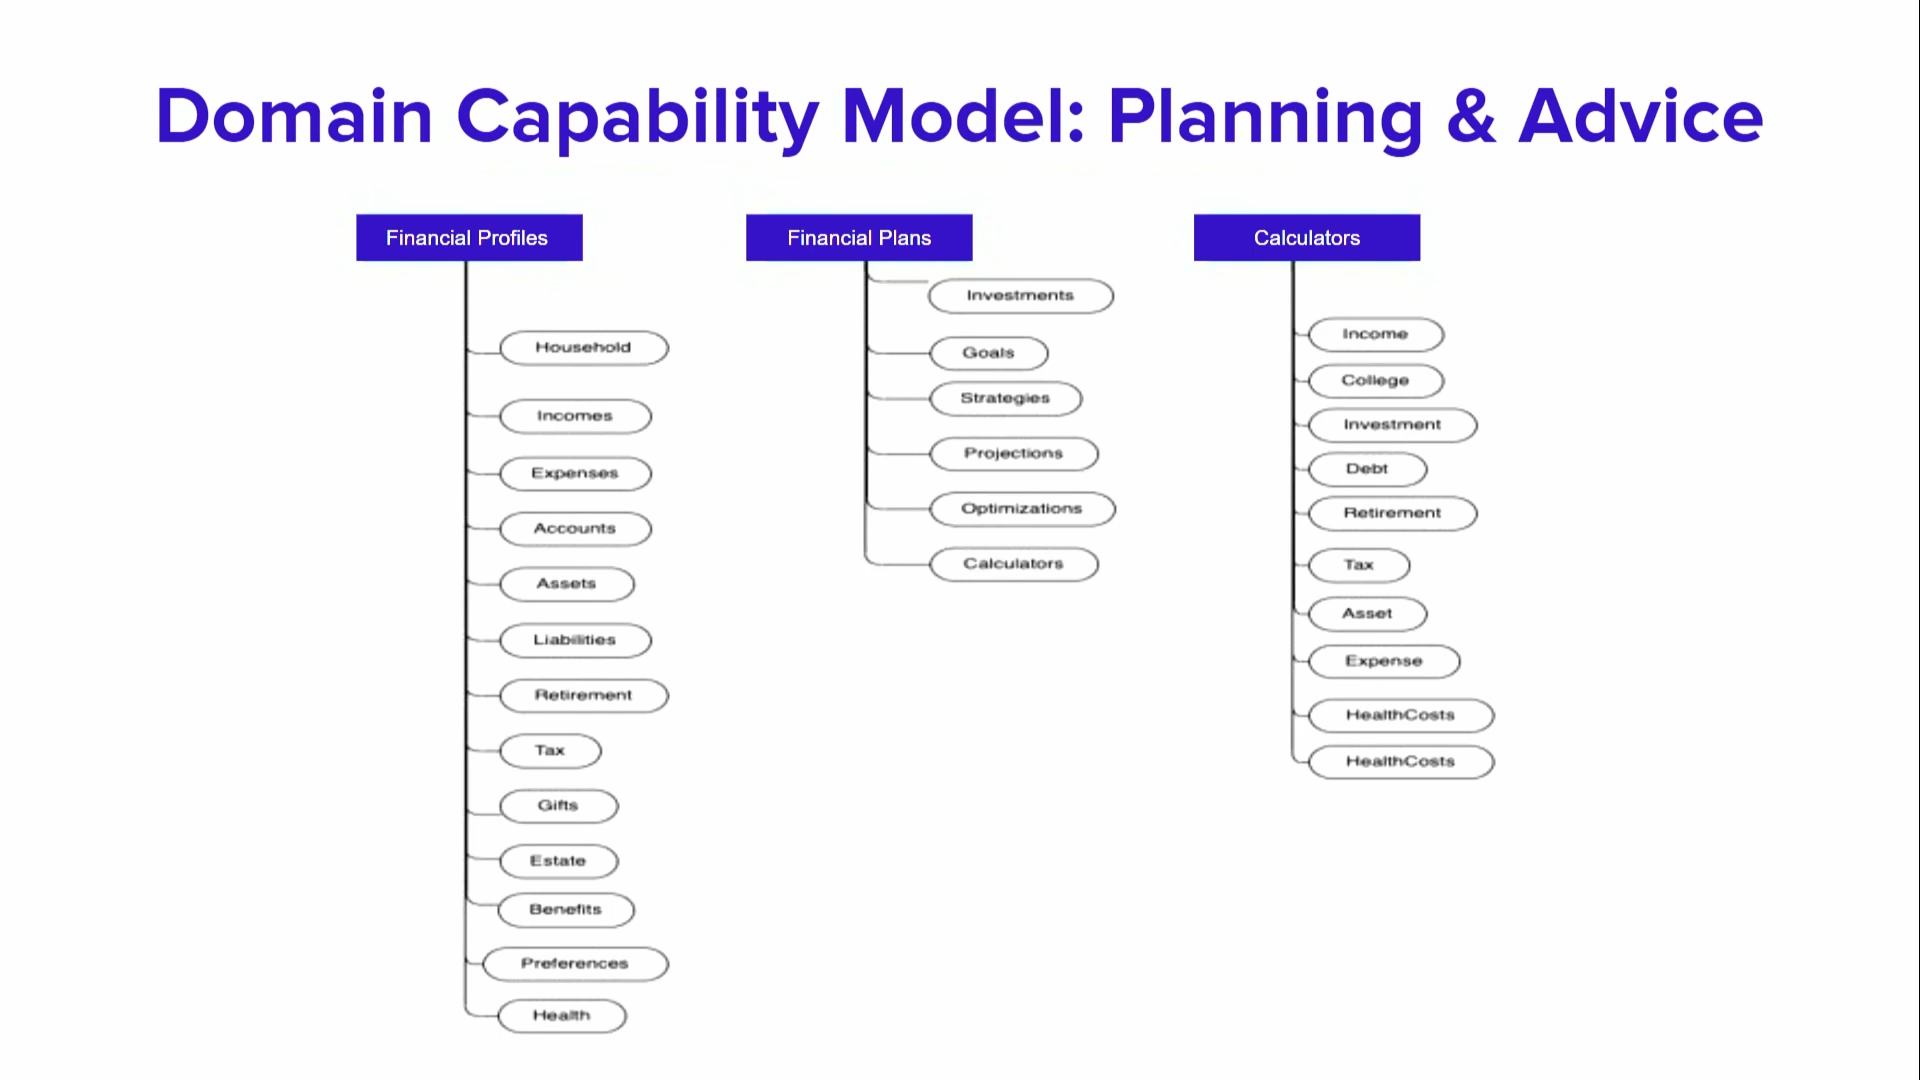 Domain Capability Model: Planning & Advice
Financial Profiles
Household
Incomes
Expenses
Accounts
Assets
Liabilities
Retirement
Tax
Gifts
Estate
Benefits
Preferences
Health
Financial Plans
Investments
Goals
Strategies
Projections
Optimizations
Calculators
Calculators
Income
College
Investment
Debt
Retirement
Tax
Asset
Expense
HealthCosts
HealthCosts